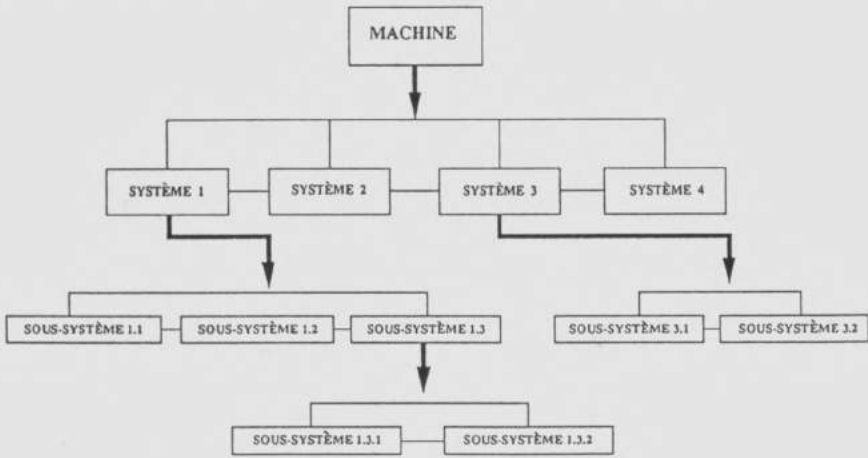 MACHINE
SYSTÈME 1
SYSTÈME 2
SYSTÈME 3
SYSTÈME 4
SOUS-SYSTÈME 1.1
SOUS-SYSTÈME 1.2
SOUS-SYSTÈME 1.3
SOUS-SYSTÈME 3.1
SOUS-SYSTÈME 3.2
SOUS-SYSTÈME 1.3.1
SOUS-SYSTÈME 1.3.2